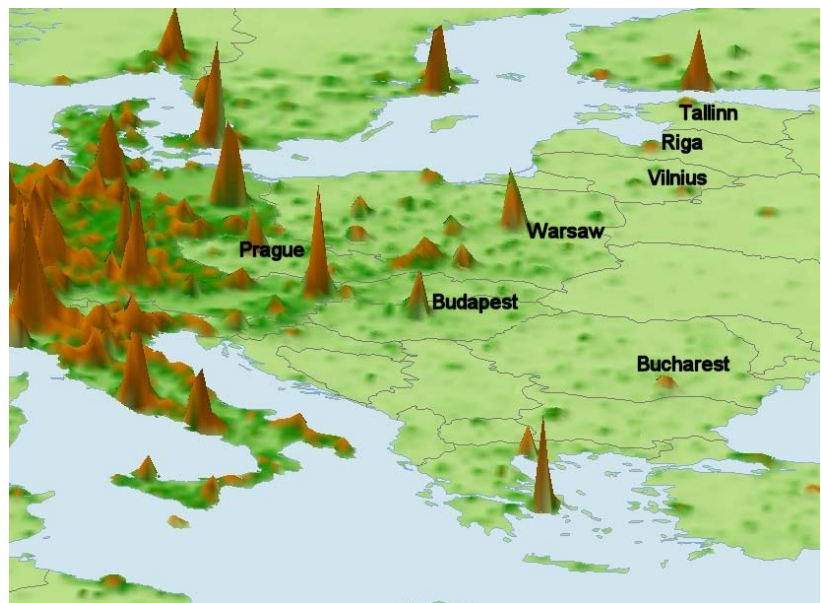 Tallinn
Riga
Vilnius
Warsaw
Prague
Budapest
Bucharest